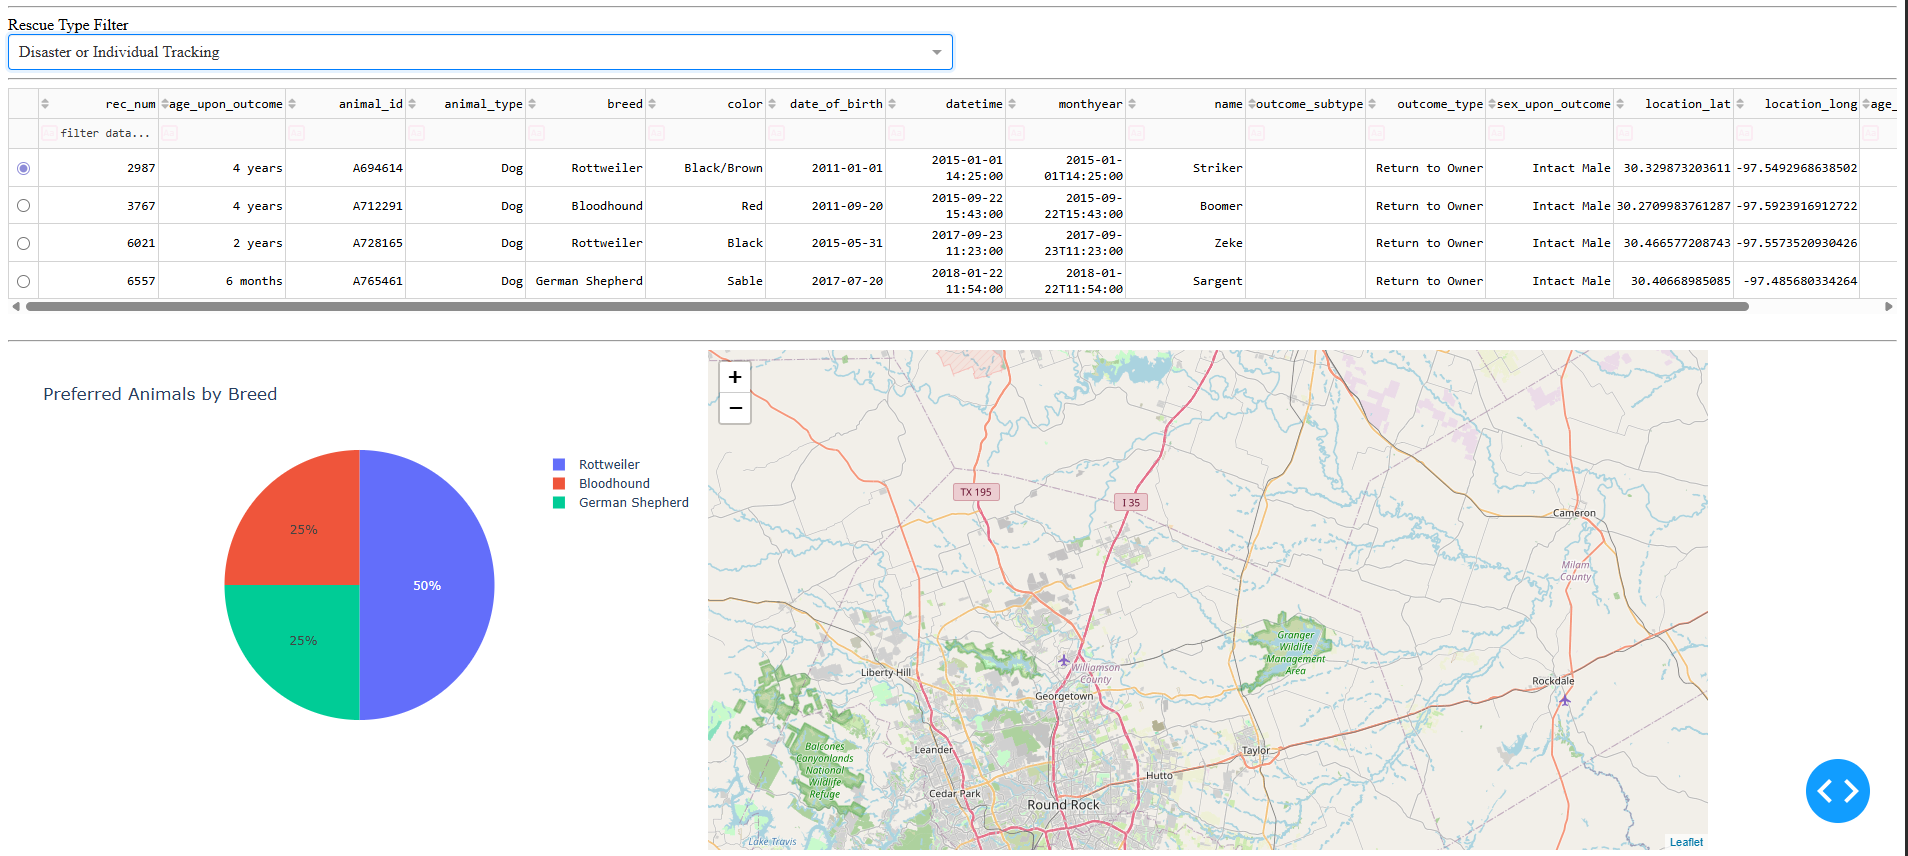 Rescue Type Filter
Disaster or Individual Tracking
rec_num age_upon_outcome animal_id animal_type breed color date_of_birth datetime monthyear name outcome_subtype outcome_type sex_upon_outcome location_lat location_long age_
filter data...
2987 4 years A694614 Dog Rottweiler Black/Brown 2011-01-01 2015-01-01 14:25:00 2015-01-01T14:25:00 Striker Return to Owner Intact Male 30.329873203611 -97.5492968638502
3767 4 years A712291 Dog Bloodhound Red 2011-09-20 2015-09-22 15:43:00 2015-09-22T15:43:00 Boomer Return to Owner Intact Male 30.2709983761287 -97.5923916912722
6021 2 years A728165 Dog Rottweiler Black 2015-05-31 2017-09-23 11:23:00 2017-09-23T11:23:00 Zeke Return to Owner Intact Male 30.466577208743 -97.5573520930426
6557 6 months A765461 Dog German Shepherd Sable 2017-07-20 2018-01-22 11:54:00 2018-01-22T11:54:00 Sargent Return to Owner Intact Male 30.40668985085 -97.485680334264
Preferred Animals by Breed
Rottweiler
Bloodhound
German Shepherd
25%
50%
25%
+
−
TX 195
I 35
Cameron
Milam
County
Granger
Wildlife
Management
Area
Liberty Hill
Williamson
County
Georgetown
Rockdale
Balcones
Canyonlands
National
Wildlife
Refuge
Leander
Taylor
Hutto
Cedar Park
Round Rock
Lake Travis
Leaflet